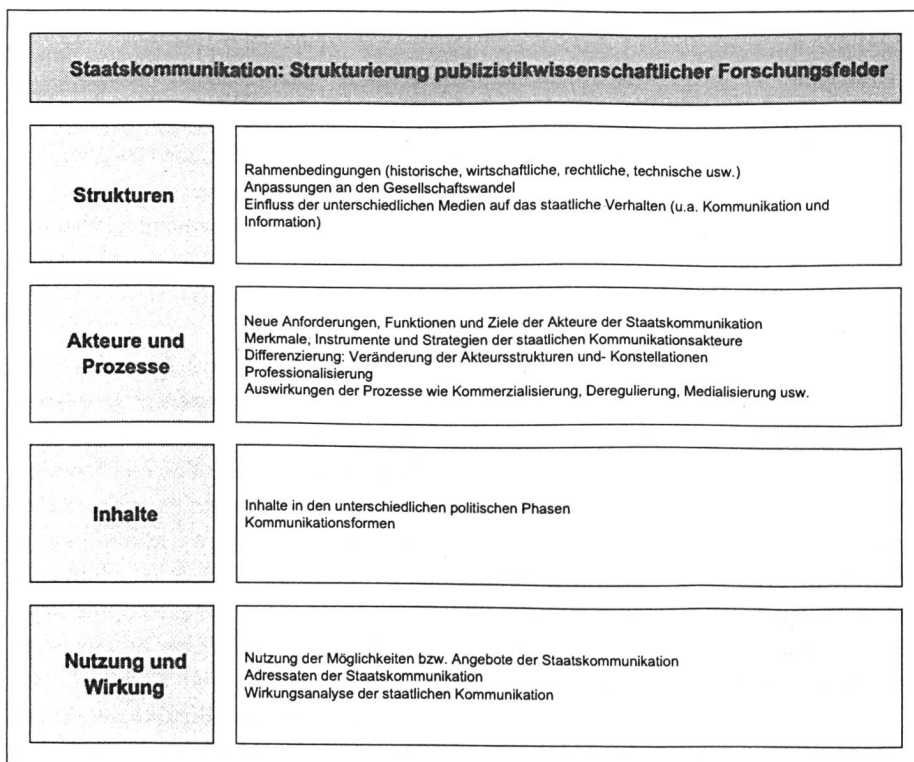 Staatskommunikation: Strukturierung publizistikwissenschaftlicher Forschungsfelder
Strukturen
Rahmenbedingungen (historische, wirtschaftliche, rechtliche, technische usw.)
Anpassungen an den Gesellschaftswandel
Einfluss der unterschiedlichen Medien auf das staatliche Verhalten (u.a. Kommunikation und
Information)
Akteure und
Prozesse
Neue Anforderungen, Funktionen und Ziele der Akteure der Staatskommunikation
Merkmale, Instrumente und Strategien der staatlichen Kommunikationsakteure
Differenzierung: Veränderung der Akteursstrukturen und- Konstellationen
Professionalisierung
Auswirkungen der Prozesse wie Kommerzialisierung, Deregulierung, Medialisierung usw.
Inhalte
Inhalte in den unterschiedlichen politischen Phasen
Kommunikationsformen
Nutzung und
Wirkung
Nutzung der Möglichkeiten bzw. Angebote der Staatskommunikation
Adressaten der Staatskommunikation
Wirkungsanalyse der staatlichen Kommunikation